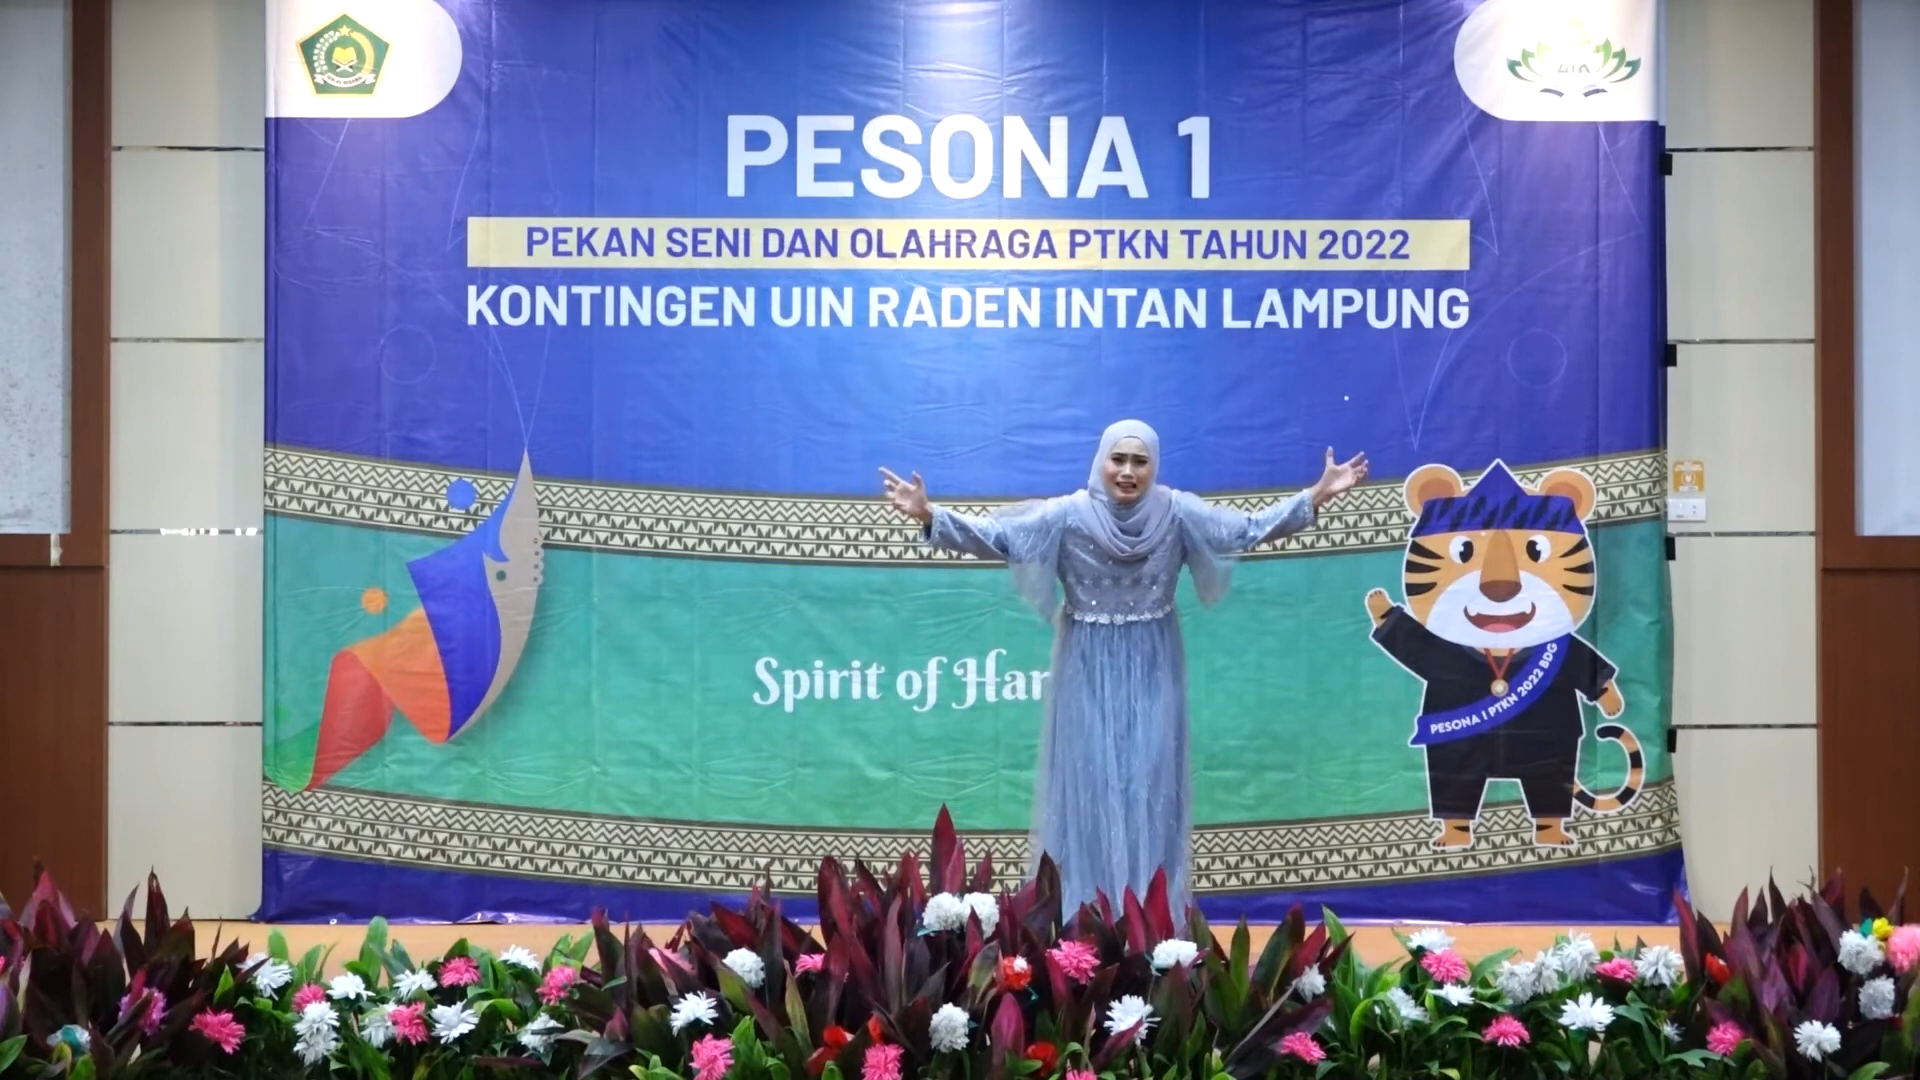 PESONA 1
PEKAN SENI DAN OLAHRAGA PTKN TAHUN 2022
KONTINGEN UIN RADEN INTAN LAMPUNG
Spirit of Har
PESONA I PTKN 2022 BDG